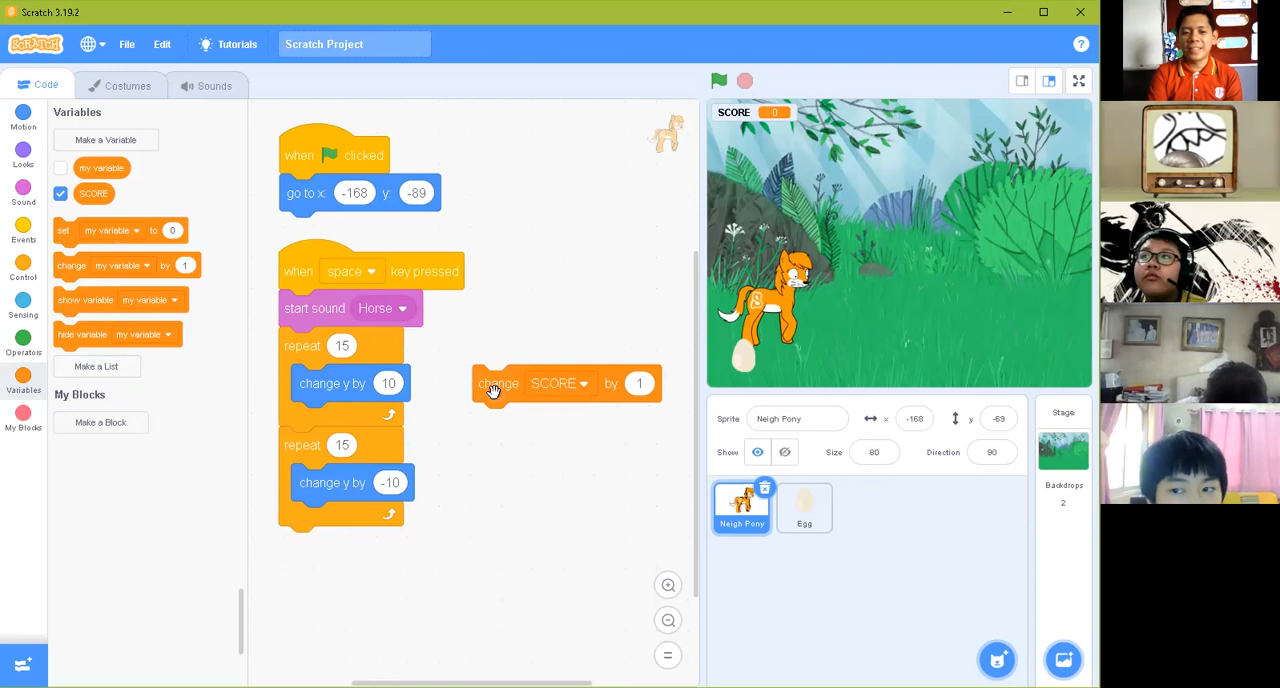 Scratch 3.19.2
SCRATCH
File
Edit
Tutorials
Scratch Project
?
Code
Costumes
Sounds
Motion
Looks
Sound
Events
Control
Sensing
Operators
Variables
My Blocks
Variables
Make a Variable
my variable
SCORE
set my variable to 0
change my variable by 1
show variable my variable
hide variable my variable
Make a List
My Blocks
Make a Block
when clicked
go to x: -168 y: -89
when space key pressed
start sound Horse
repeat 15
change y by 10
repeat 15
change y by -10
change SCORE by 1
SCORE 0
Sprite Neigh Pony x -168 y -69
Show Size 80 Direction 90
Neigh Pony
Egg
Stage
Backdrops
2